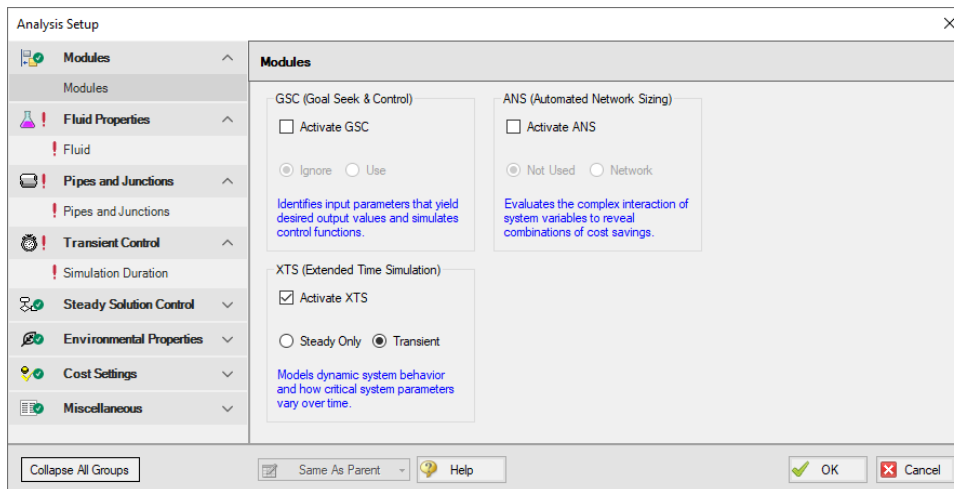 Analysis Setup
Modules
Modules
Fluid Properties
Fluid
Pipes and Junctions
Pipes and Junctions
Transient Control
Simulation Duration
Steady Solution Control
Environmental Properties
Cost Settings
Miscellaneous
Modules
GSC (Goal Seek & Control)
Activate GSC
Ignore Use
Identifies input parameters that yield
desired output values and simulates
control functions.
ANS (Automated Network Sizing)
Activate ANS
Not Used Network
Evaluates the complex interaction of
system variables to reveal
combinations of cost savings.
XTS (Extended Time Simulation)
Activate XTS
Steady Only Transient
Models dynamic system behavior
and how critical system parameters
vary over time.
Collapse All Groups
Same As Parent
Help
OK
Cancel